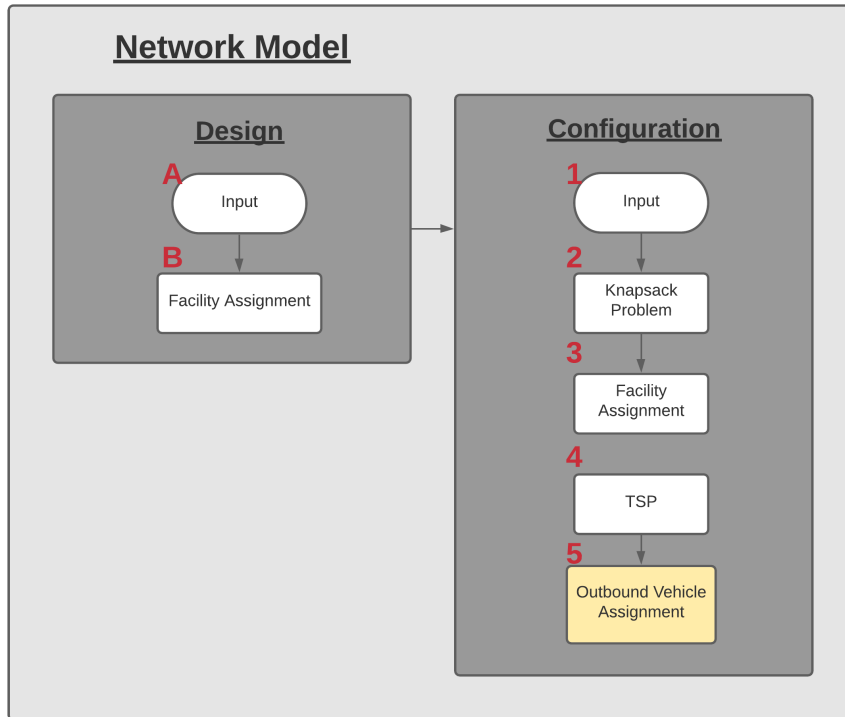 Network Model
Design
A
Input
B
Facility Assignment
Configuration
1
Input
2
Knapsack
Problem
3
Facility
Assignment
4
TSP
5
Outbound Vehicle
Assignment